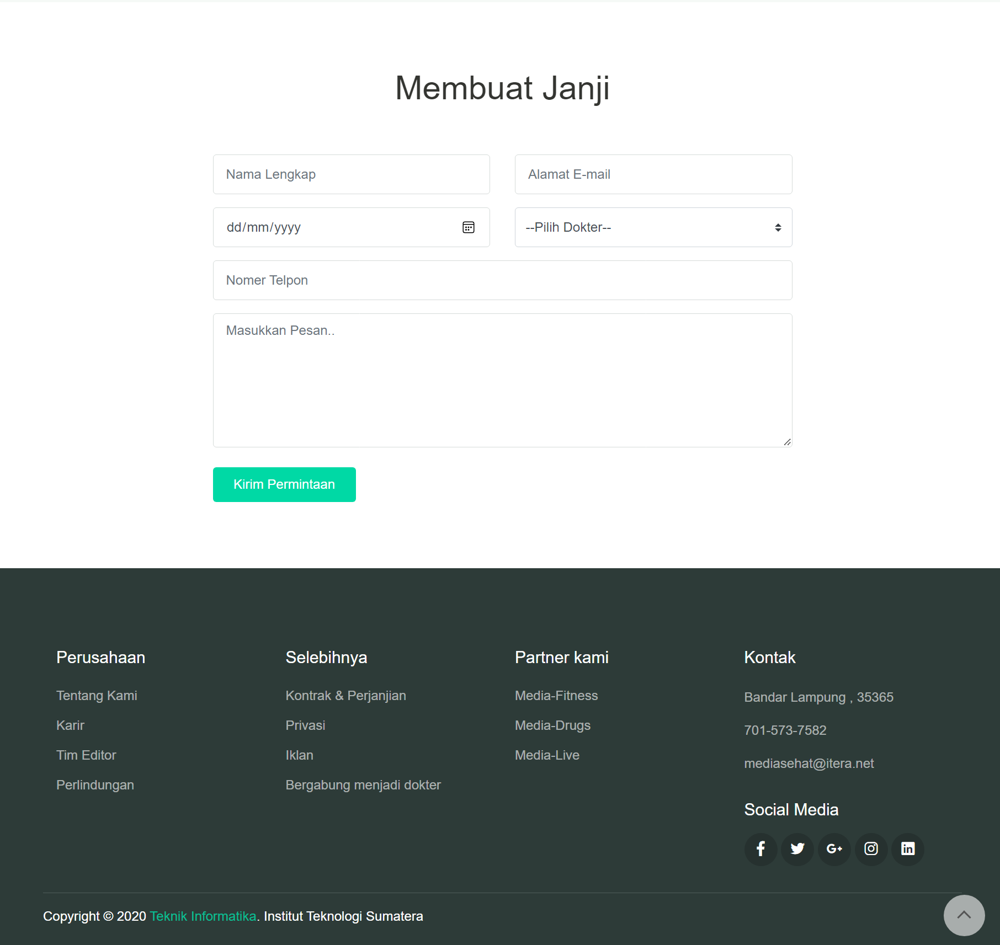 Membuat Janji
Nama Lengkap
Alamat E-mail
dd/mm/yyyy
--Pilih Dokter--
Nomer Telpon
Masukkan Pesan..
Kirim Permintaan
Perusahaan
Tentang Kami
Karir
Tim Editor
Perlindungan
Selebihnya
Kontrak & Perjanjian
Privasi
Iklan
Bergabung menjadi dokter
Partner kami
Media-Fitness
Media-Drugs
Media-Live
Kontak
Bandar Lampung , 35365
701-573-7582
mediasehat@itera.net
Social Media
Copyright © 2020 Teknik Informatika. Institut Teknologi Sumatera